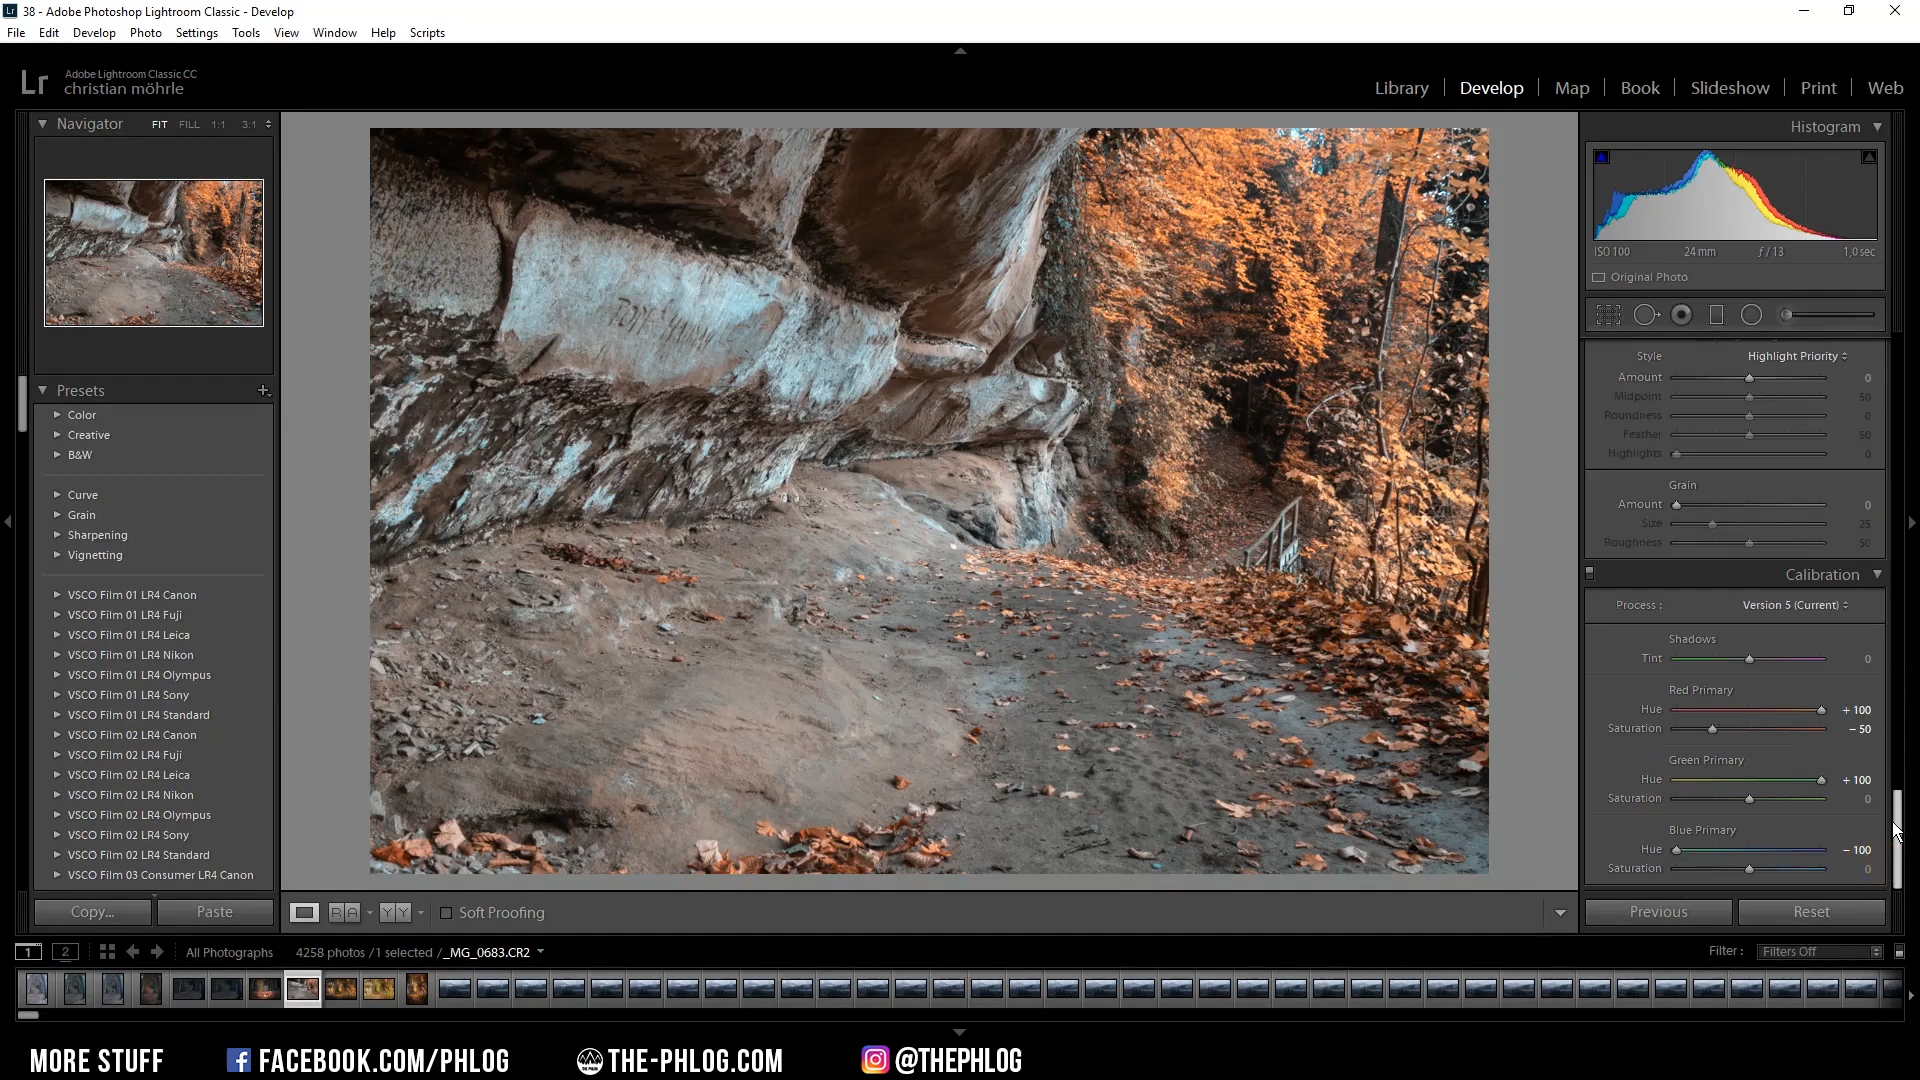 Lr 38 - Adobe Photoshop Lightroom Classic - Develop
File Edit Develop Photo Settings Tools View Window Help Scripts
Lr Adobe Lightroom Classic CC
christian möhrle
Library Develop Map Book Slideshow Print Web
Navigator FIT FILL 1:1 3:1
Presets
Color
Creative
B&W
Curve
Grain
Sharpening
Vignetting
VSCO Film 01 LR4 Canon
VSCO Film 01 LR4 Fuji
VSCO Film 01 LR4 Leica
VSCO Film 01 LR4 Nikon
VSCO Film 01 LR4 Olympus
VSCO Film 01 LR4 Sony
VSCO Film 01 LR4 Standard
VSCO Film 02 LR4 Canon
VSCO Film 02 LR4 Fuji
VSCO Film 02 LR4 Leica
VSCO Film 02 LR4 Nikon
VSCO Film 02 LR4 Olympus
VSCO Film 02 LR4 Sony
VSCO Film 02 LR4 Standard
VSCO Film 03 Consumer LR4 Canon
Copy... Paste
RA YY Soft Proofing
Histogram
ISO 100 24 mm f / 13 1,0 sec
Original Photo
Style Highlight Priority
Amount 0
Midpoint 50
Roundness 0
Feather 50
Highlights 0
Grain
Amount 0
Size 25
Roughness 50
Calibration
Process : Version 5 (Current)
Shadows
Tint 0
Red Primary
Hue + 100
Saturation – 50
Green Primary
Hue + 100
Saturation 0
Blue Primary
Hue – 100
Saturation 0
Previous Reset
1 2 All Photographs 4258 photos / 1 selected / _MG_0683.CR2 Filter : Filters Off
MORE STUFF FACEBOOK.COM/PHLOG THE-PHLOG.COM @THEPHLOG